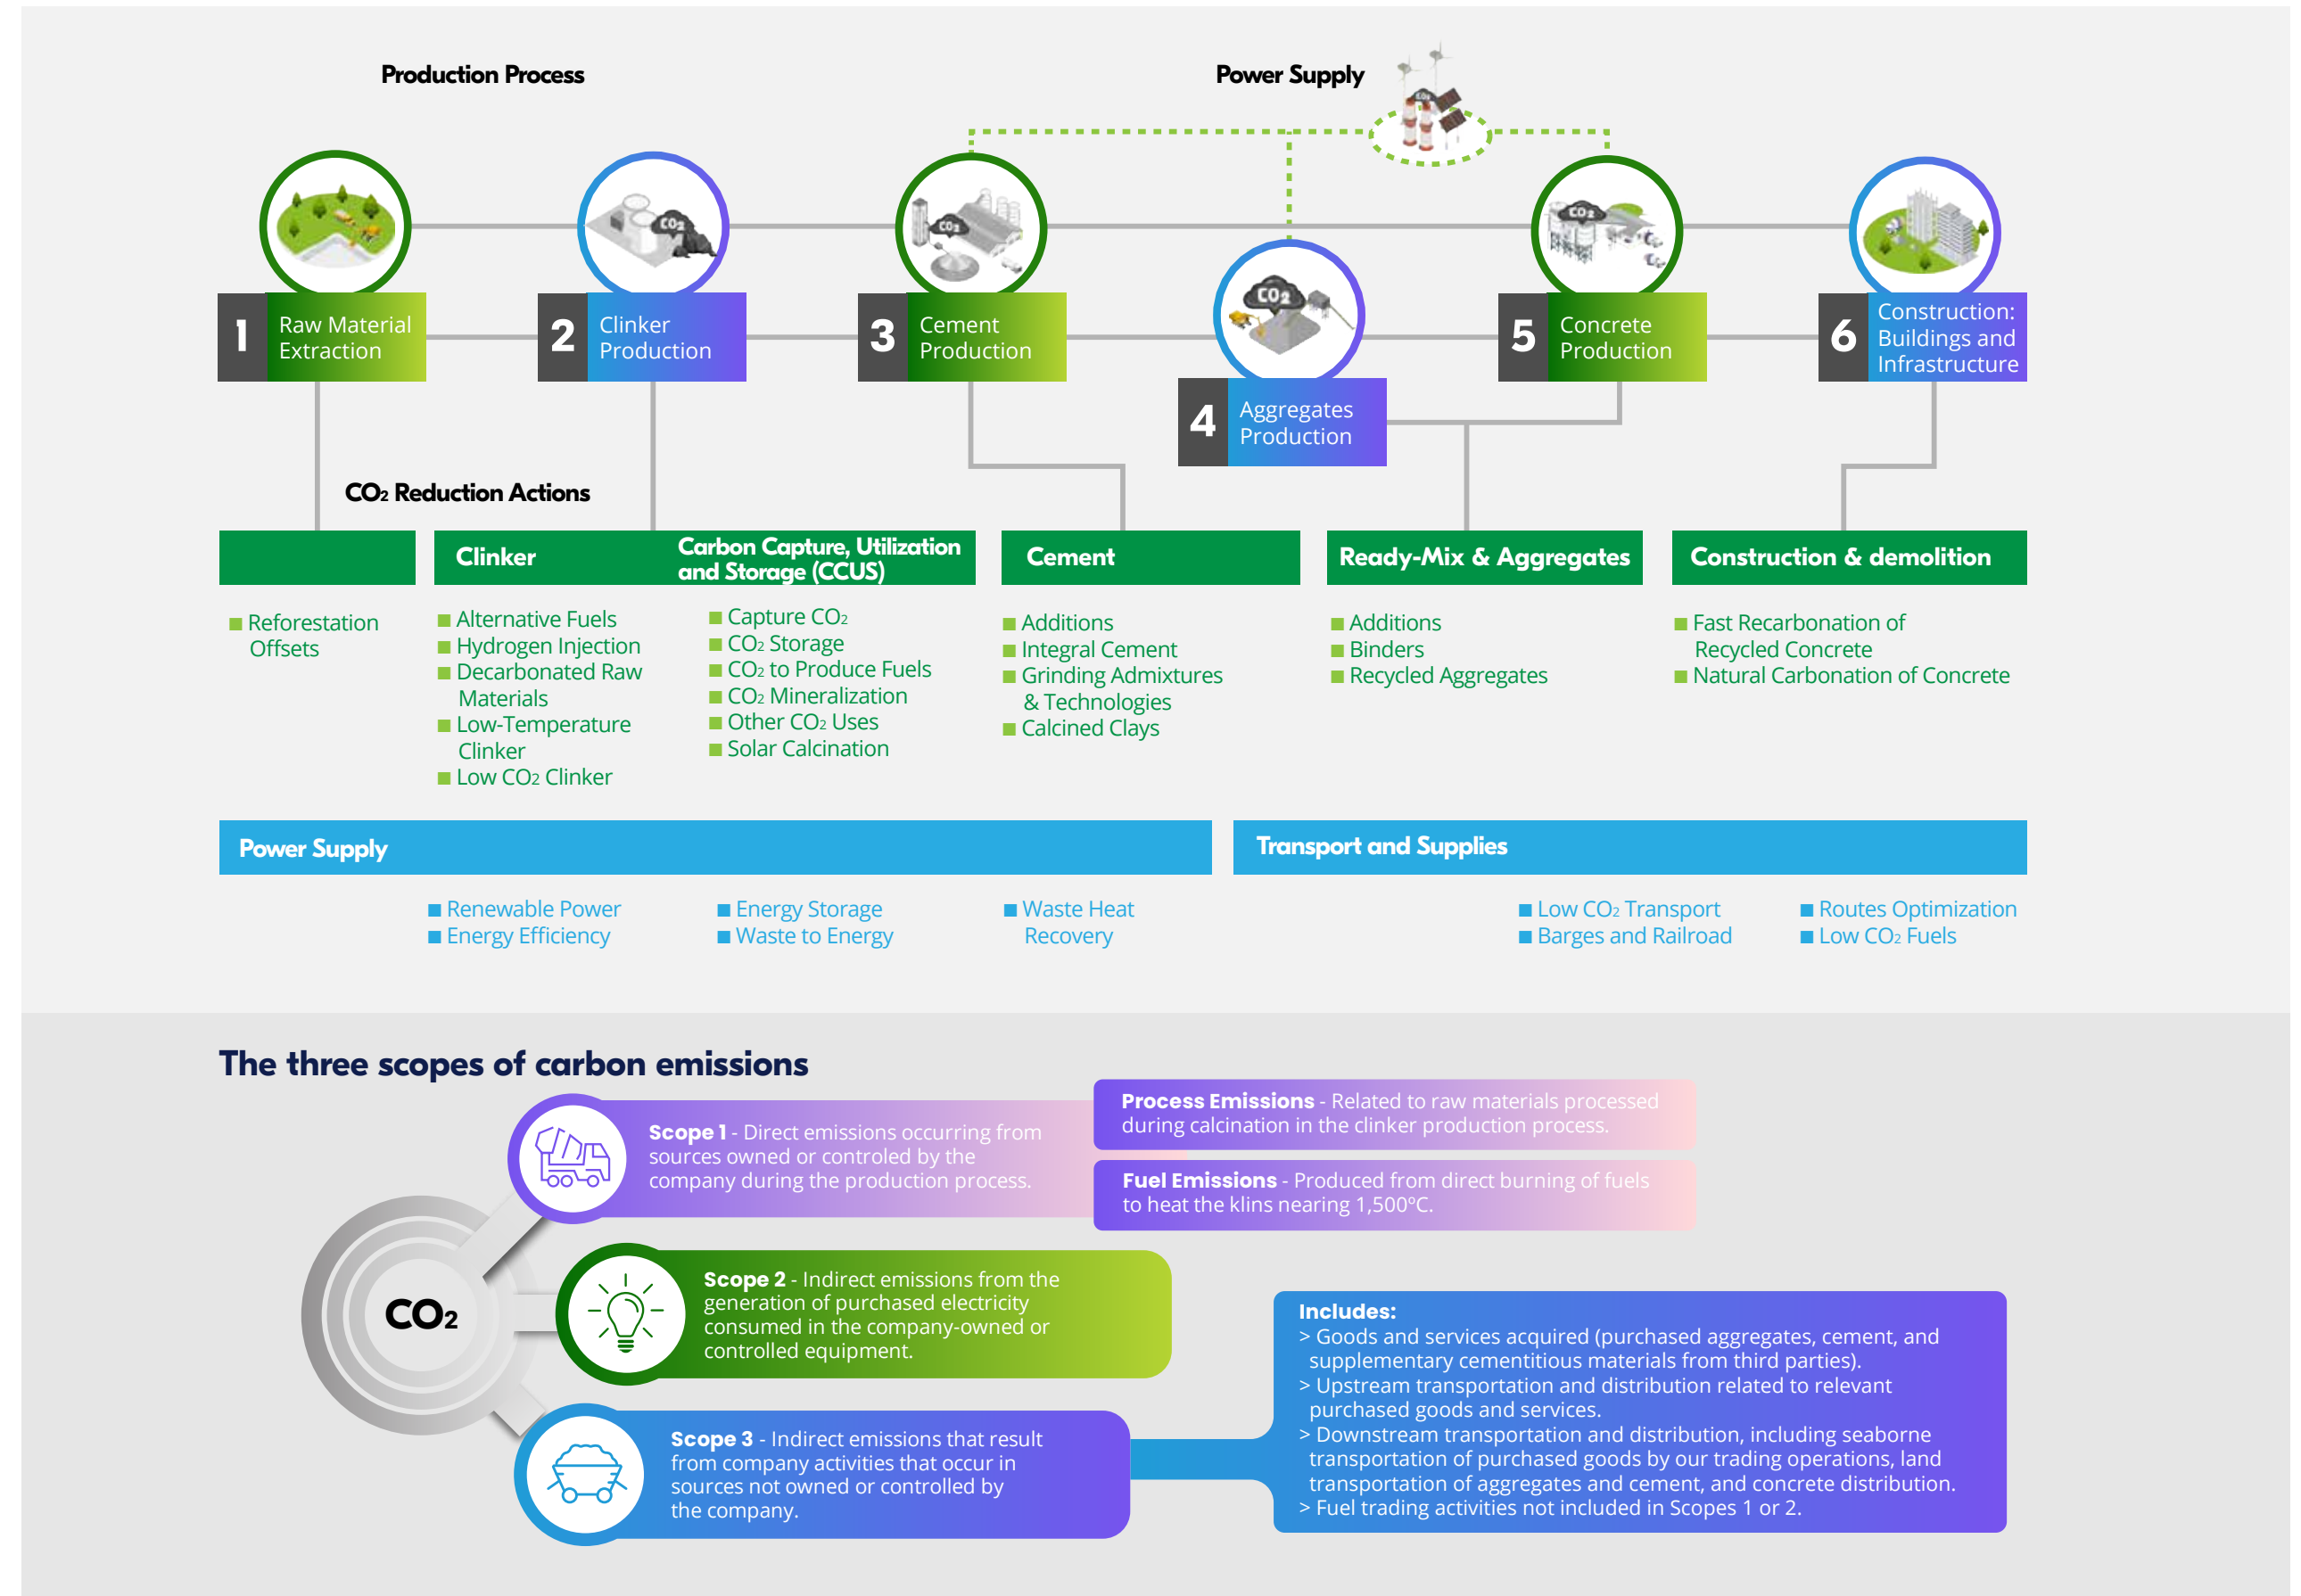 Production Process
Power Supply
CO2
CO2
CO2
CO2
CO2
1
Raw Material
Extraction
2
Clinker
Production
3
Cement
Production
4
Aggregates
Production
5
Concrete
Production
6
Construction:
Buildings and
Infrastructure
CO2 Reduction Actions
Clinker
Carbon Capture, Utilization
and Storage (CCUS)
Cement
Ready-Mix & Aggregates
Construction & demolition
Reforestation
Offsets
Alternative Fuels
Hydrogen Injection
Decarbonated Raw
Materials
Low-Temperature
Clinker
Low CO2 Clinker
Capture CO2
CO2 Storage
CO2 to Produce Fuels
CO2 Mineralization
Other CO2 Uses
Solar Calcination
Additions
Integral Cement
Grinding Admixtures
& Technologies
Calcined Clays
Additions
Binders
Recycled Aggregates
Fast Recarbonation of
Recycled Concrete
Natural Carbonation of Concrete
Power Supply
Renewable Power
Energy Efficiency
Energy Storage
Waste to Energy
Waste Heat
Recovery
Transport and Supplies
Low CO2 Transport
Barges and Railroad
Routes Optimization
Low CO2 Fuels
The three scopes of carbon emissions
CO2
Scope 1 - Direct emissions occurring from
sources owned or controled by the
company during the production process.
Process Emissions - Related to raw materials processed
during calcination in the clinker production process.
Fuel Emissions - Produced from direct burning of fuels
to heat the klins nearing 1,500ºC.
Scope 2 - Indirect emissions from the
generation of purchased electricity
consumed in the company-owned or
controlled equipment.
Scope 3 - Indirect emissions that result
from company activities that occur in
sources not owned or controlled by
the company.
Includes:
> Goods and services acquired (purchased aggregates, cement, and
supplementary cementitious materials from third parties).
> Upstream transportation and distribution related to relevant
purchased goods and services.
> Downstream transportation and distribution, including seaborne
transportation of purchased goods by our trading operations, land
transportation of aggregates and cement, and concrete distribution.
> Fuel trading activities not included in Scopes 1 or 2.